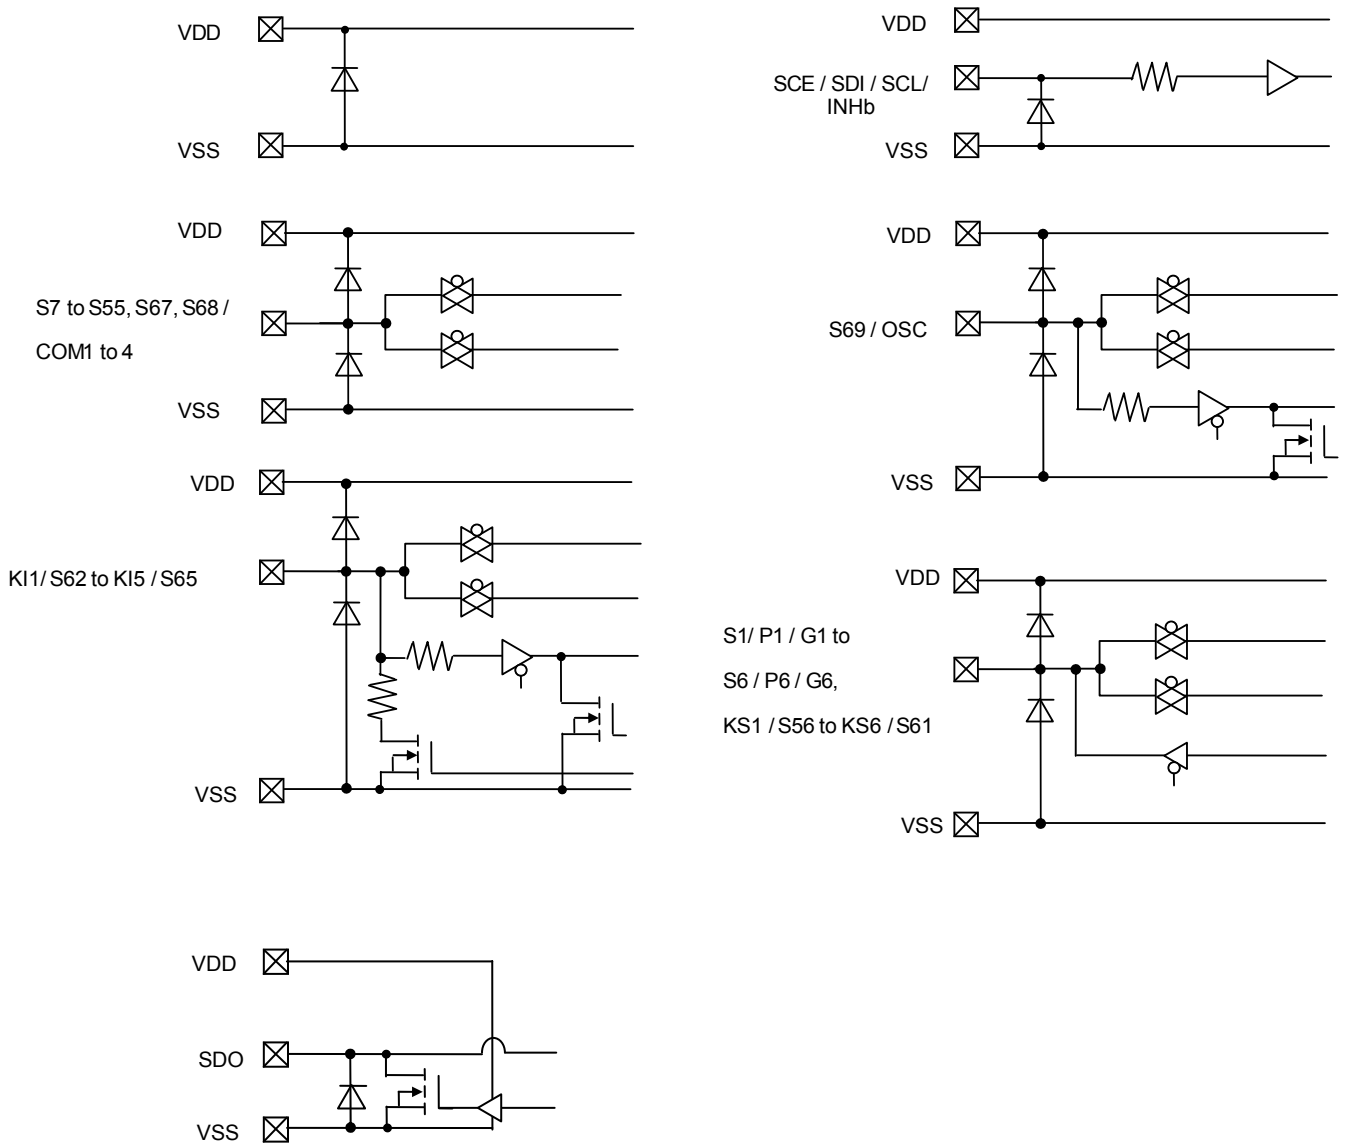 VDD
VSS
VDD
SCE / SDI / SCL/
INHb
VSS
VDD
S7 to S55, S67, S68 /
COM1 to 4
VSS
VDD
S69 / OSC
VSS
VDD
KI1/ S62 to KI5 / S65
VSS
VDD
S1/ P1 / G1 to
S6 / P6 / G6,
KS1 / S56 to KS6 / S61
VSS
VDD
SDO
VSS